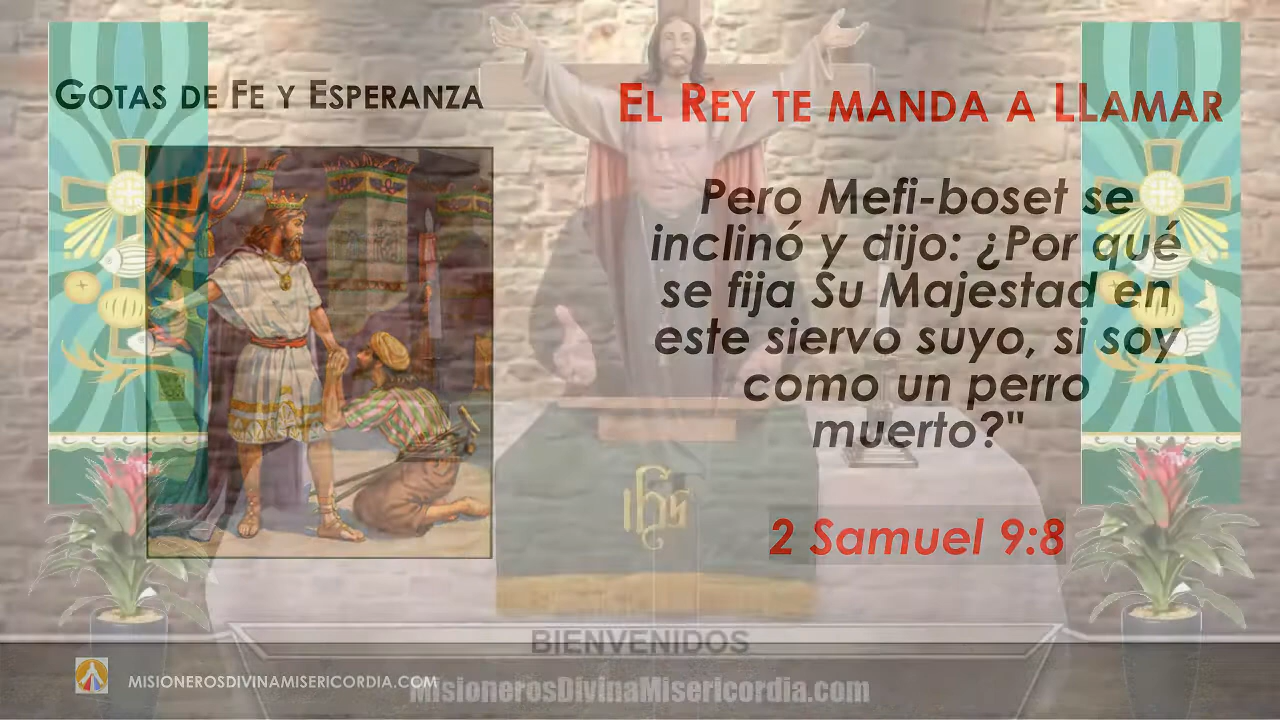 GOTAS DE FE Y ESPERANZA
EL REY TE MANDA A LLAMAR
Pero Mefi-boset se
inclinó y dijo: ¿Por qué
se fija Su Majestad en
este siervo suyo, si soy
como un perro
muerto?"
2 Samuel 9:8
BIENVENIDOS
MISIONEROSDIVINAMISERICORDIA.COM
MisionerosDivinaMisericordia.com